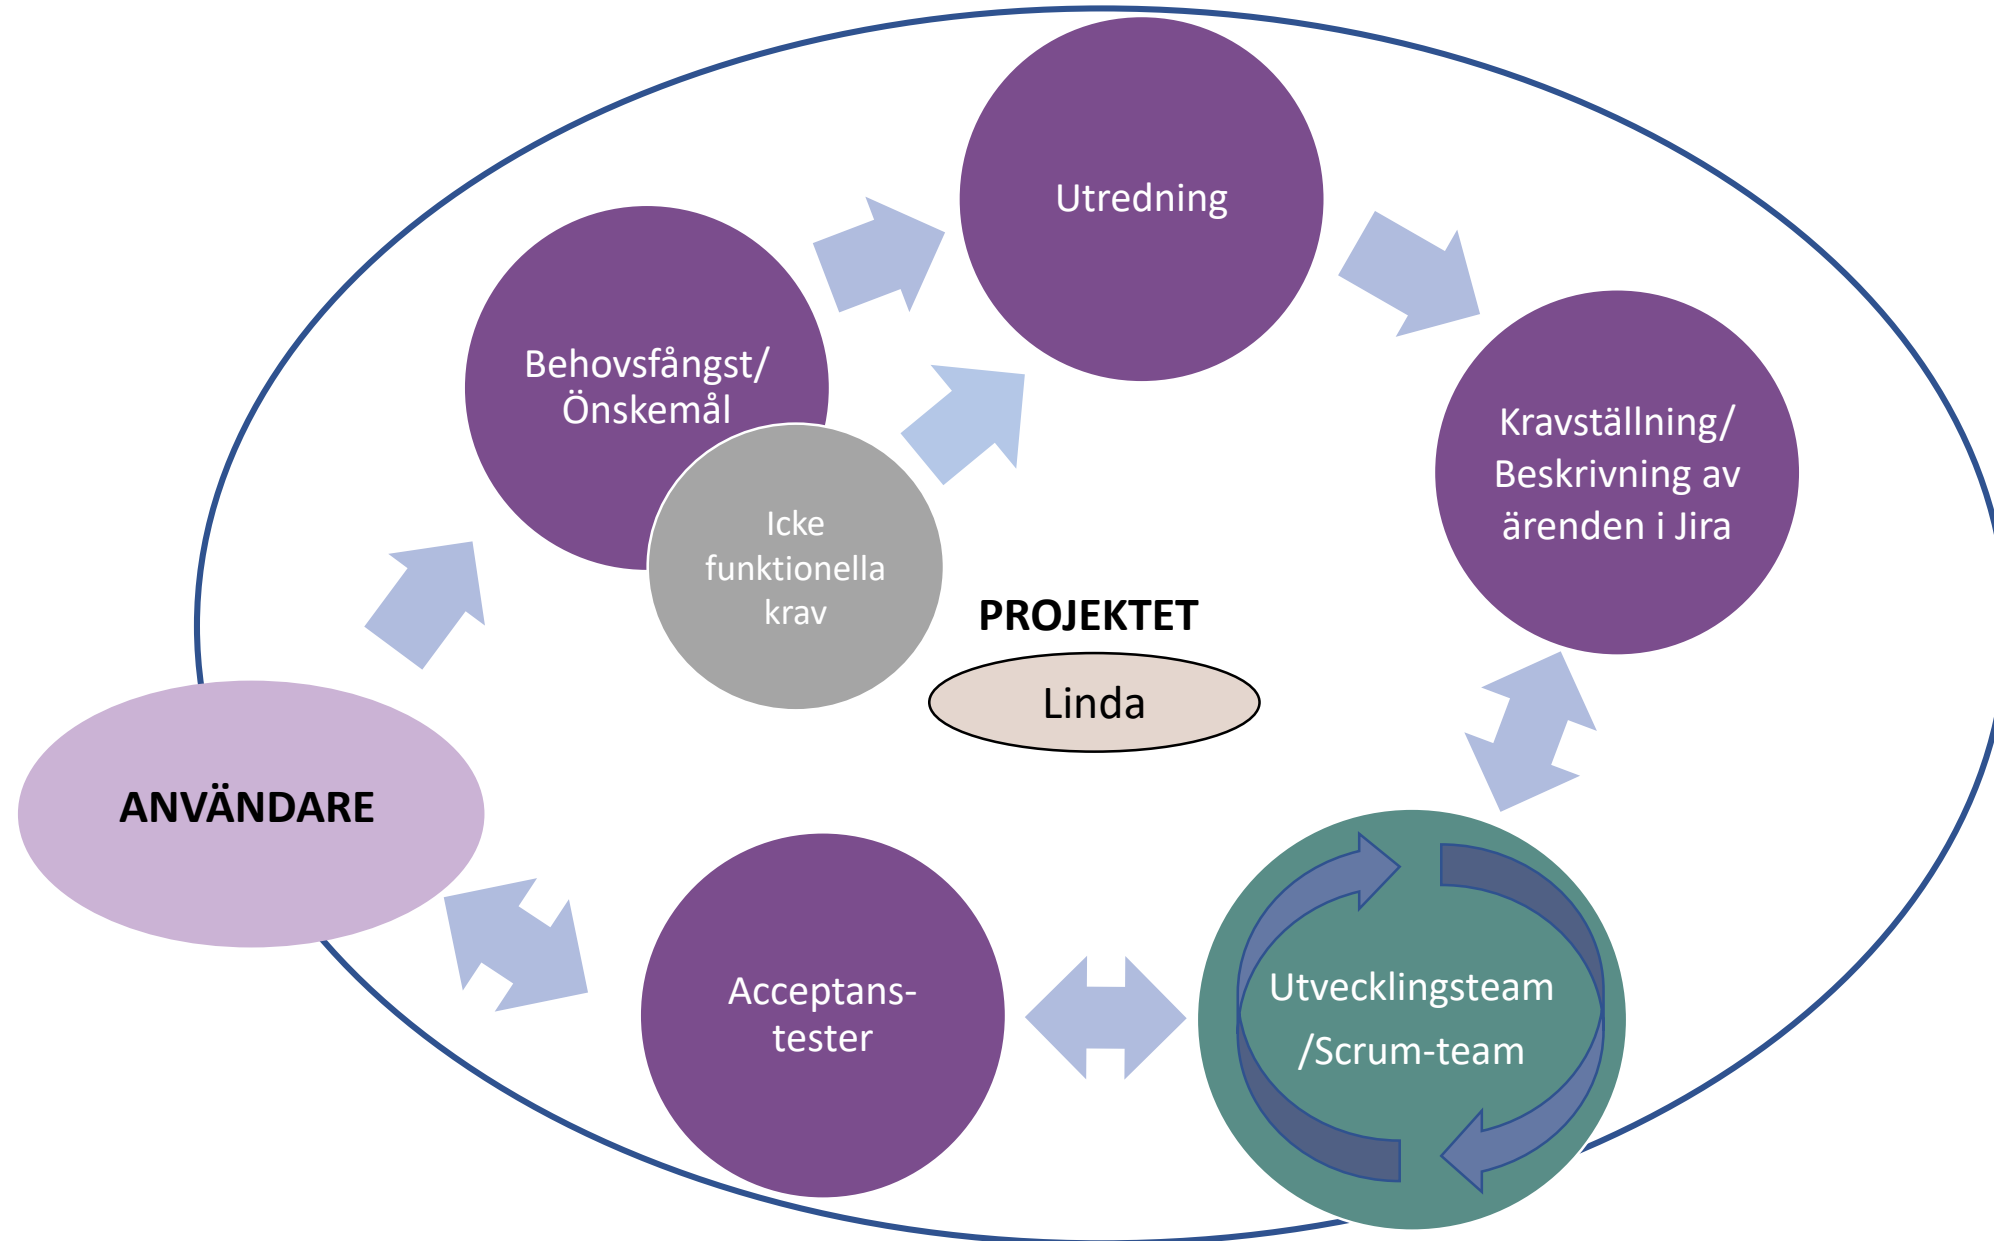 Utredning
Behovsfångst/
Önskemål
Kravställning/
Beskrivning av
ärenden i Jira
Icke
funktionella
krav
PROJEKTET
Linda
ANVÄNDARE
Acceptans-
tester
Utvecklingsteam
/Scrum-team